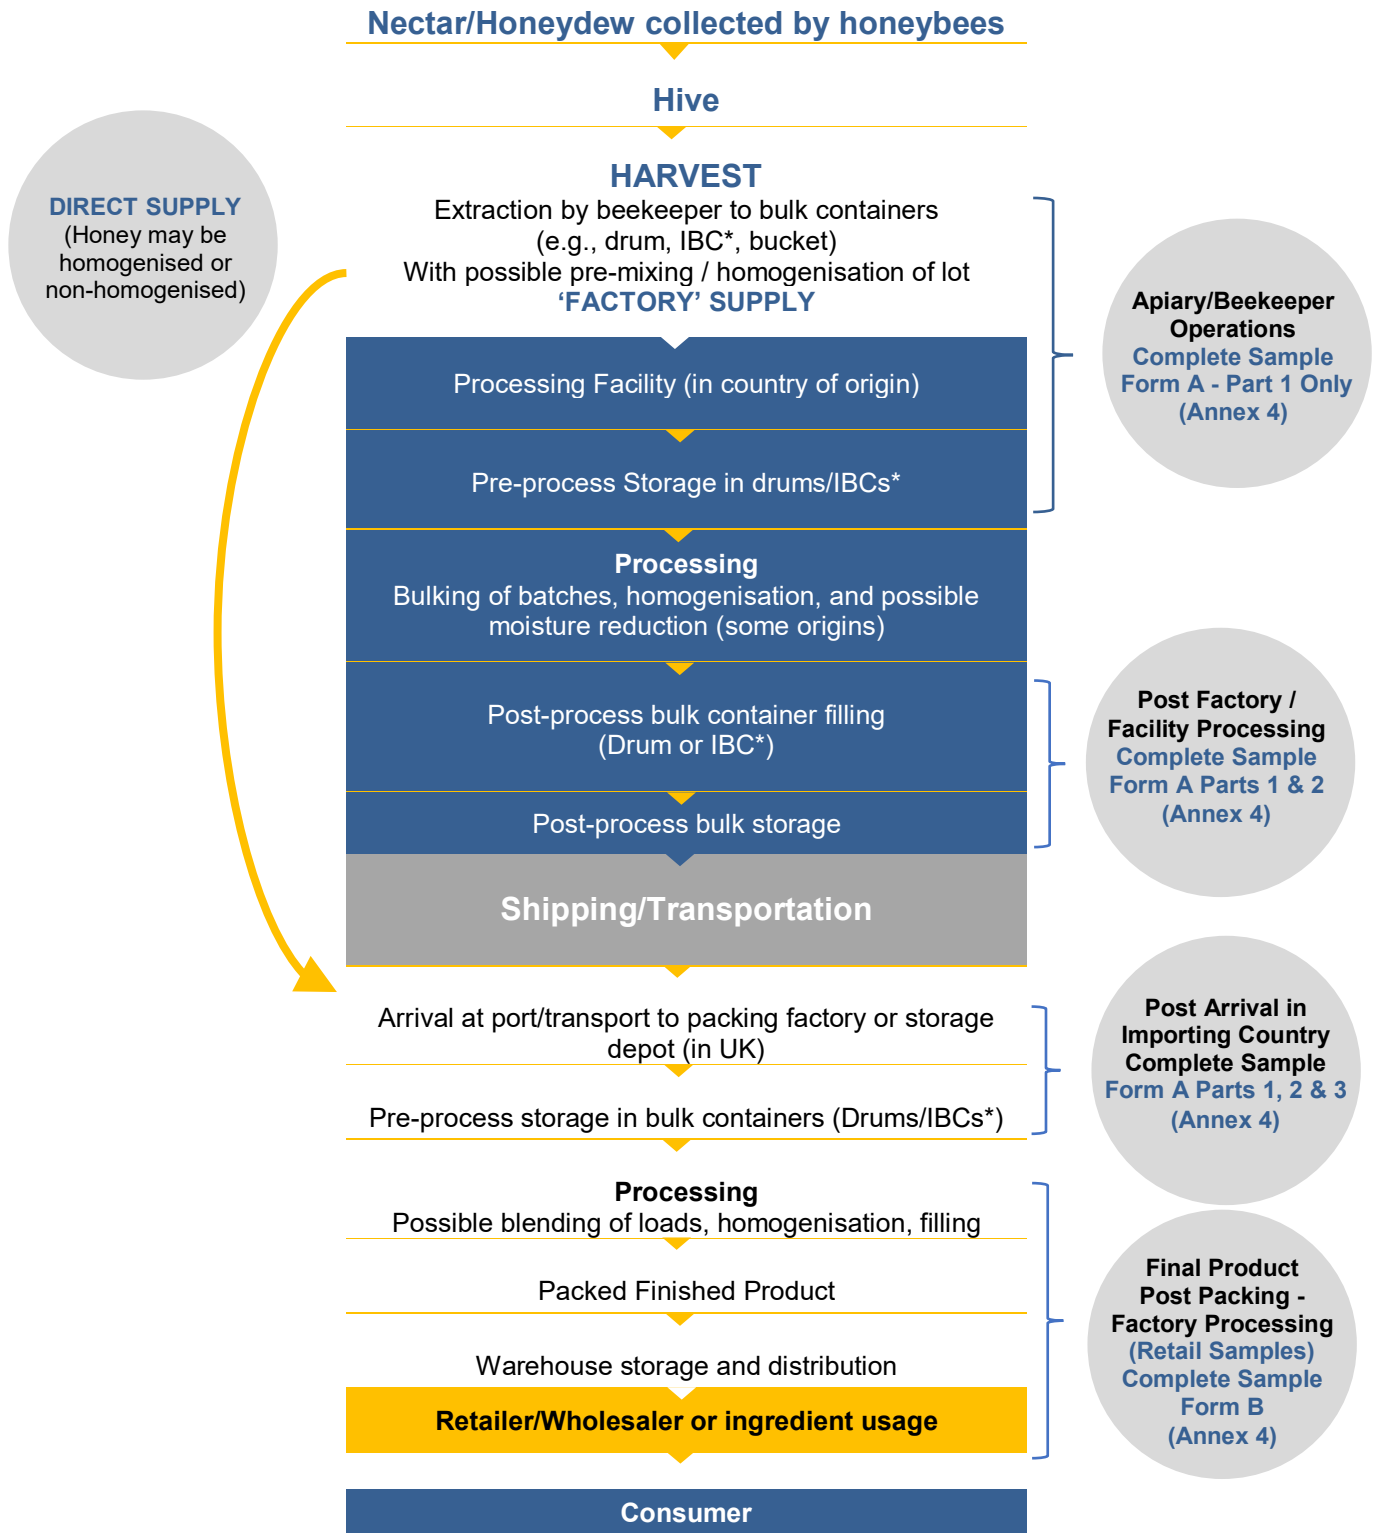 Nectar/Honeydew collected by honeybees
Hive
DIRECT SUPPLY
(Honey may be
homogenised or
non-homogenised)
HARVEST
Extraction by beekeeper to bulk containers
(e.g., drum, IBC*, bucket)
With possible pre-mixing / homogenisation of lot
‘FACTORY’ SUPPLY
Processing Facility (in country of origin)
Pre-process Storage in drums/IBCs*
Apiary/Beekeeper
Operations
Complete Sample
Form A - Part 1 Only
(Annex 4)
Processing
Bulking of batches, homogenisation, and possible
moisture reduction (some origins)
Post-process bulk container filling
(Drum or IBC*)
Post-process bulk storage
Post Factory /
Facility Processing
Complete Sample
Form A Parts 1 & 2
(Annex 4)
Shipping/Transportation
Arrival at port/transport to packing factory or storage
depot (in UK)
Pre-process storage in bulk containers (Drums/IBCs*)
Post Arrival in
Importing Country
Complete Sample
Form A Parts 1, 2 & 3
(Annex 4)
Processing
Possible blending of loads, homogenisation, filling
Packed Finished Product
Warehouse storage and distribution
Retailer/Wholesaler or ingredient usage
Final Product
Post Packing -
Factory Processing
(Retail Samples)
Complete Sample
Form B
(Annex 4)
Consumer